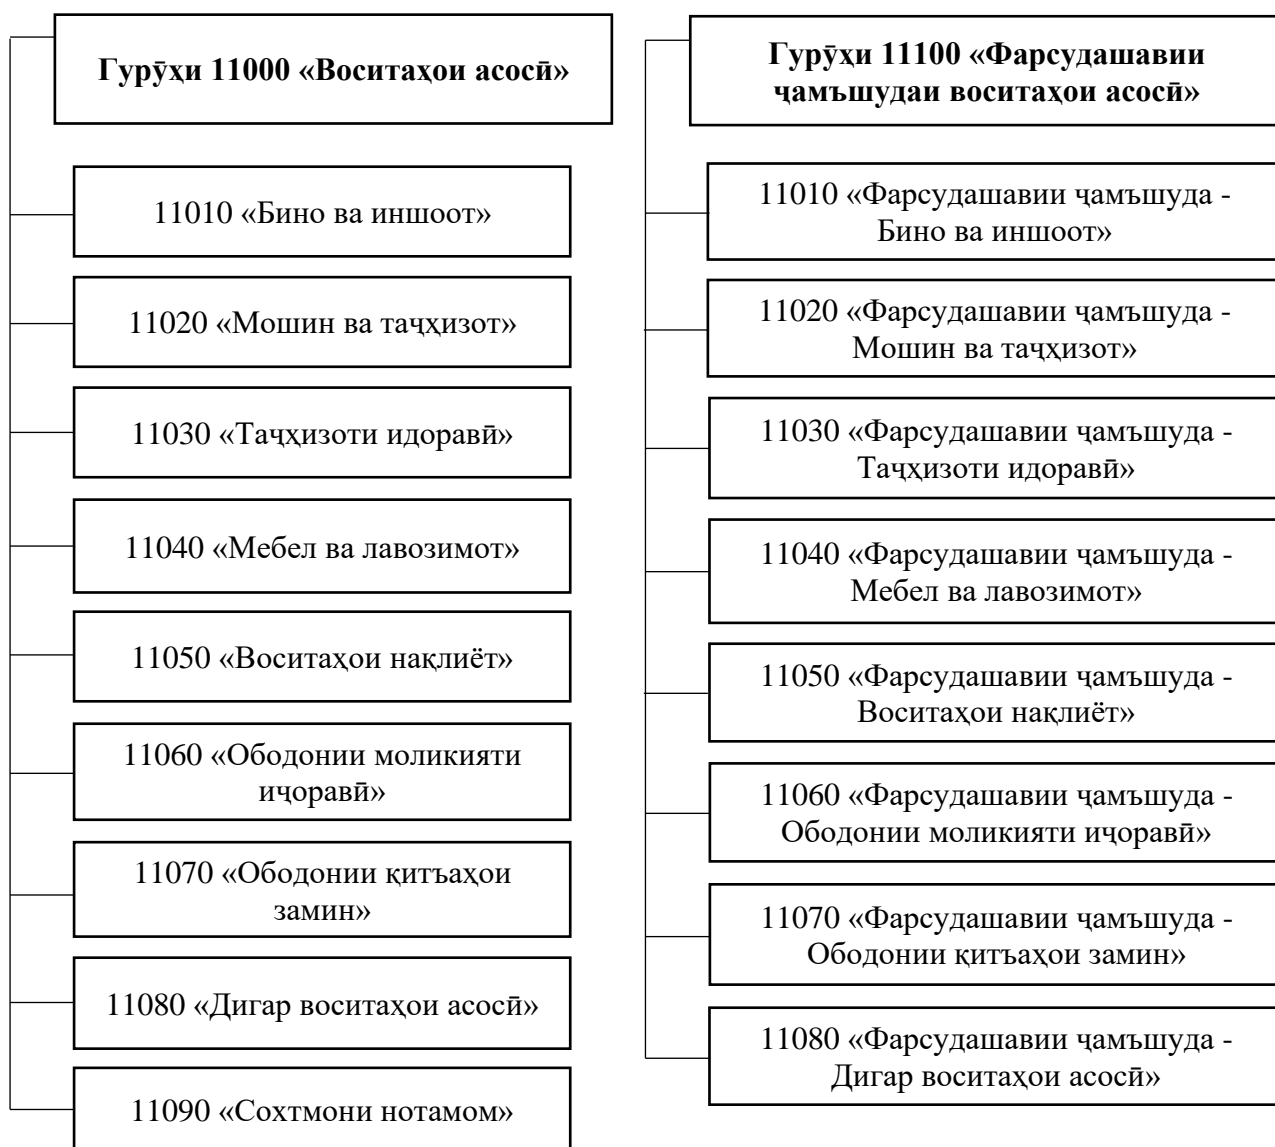 Гурӯҳи 11000 «Воситаҳои асосӣ»
11010 «Бино ва иншоот»
11020 «Мошин ва таҷҳизот»
11030 «Таҷҳизоти идоравӣ»
11040 «Мебел ва лавозимот»
11050 «Воситаҳои нақлиёт»
11060 «Ободонии моликияти
иҷоравӣ»
11070 «Ободонии қитъаҳои
замин»
11080 «Дигар воситаҳои асосӣ»
11090 «Сохтмони нотамом»
Гурӯҳи 11100 «Фарсудашавии
ҷамъшудаи воситаҳои асосӣ»
11010 «Фарсудашавии ҷамъшуда -
Бино ва иншоот»
11020 «Фарсудашавии ҷамъшуда -
Мошин ва таҷҳизот»
11030 «Фарсудашавии ҷамъшуда -
Таҷҳизоти идоравӣ»
11040 «Фарсудашавии ҷамъшуда -
Мебел ва лавозимот»
11050 «Фарсудашавии ҷамъшуда -
Воситаҳои нақлиёт»
11060 «Фарсудашавии ҷамъшуда -
Ободонии моликияти иҷоравӣ»
11070 «Фарсудашавии ҷамъшуда -
Ободонии қитъаҳои замин»
11080 «Фарсудашавии ҷамъшуда -
Дигар воситаҳои асосӣ»